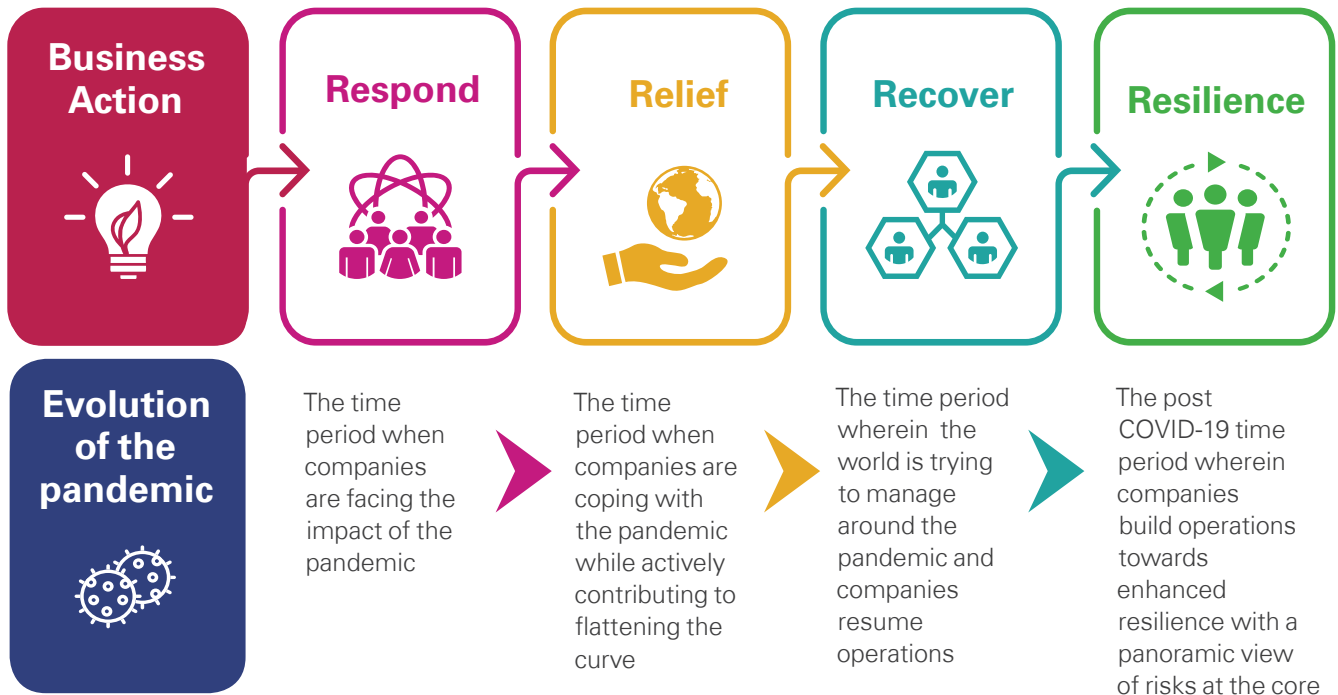 Business
Action
Respond
Relief
Recover
Resilience
Evolution
of the
pandemic
The time
period when
companies
are facing the
impact of the
pandemic
The time
period when
companies are
coping with
the pandemic
while actively
contributing to
flattening the
curve
The time period
wherein the
world is trying
to manage
around the
pandemic and
companies
resume
operations
The post
COVID-19 time
period wherein
companies
build operations
towards
enhanced
resilience with a
panoramic view
of risks at the core